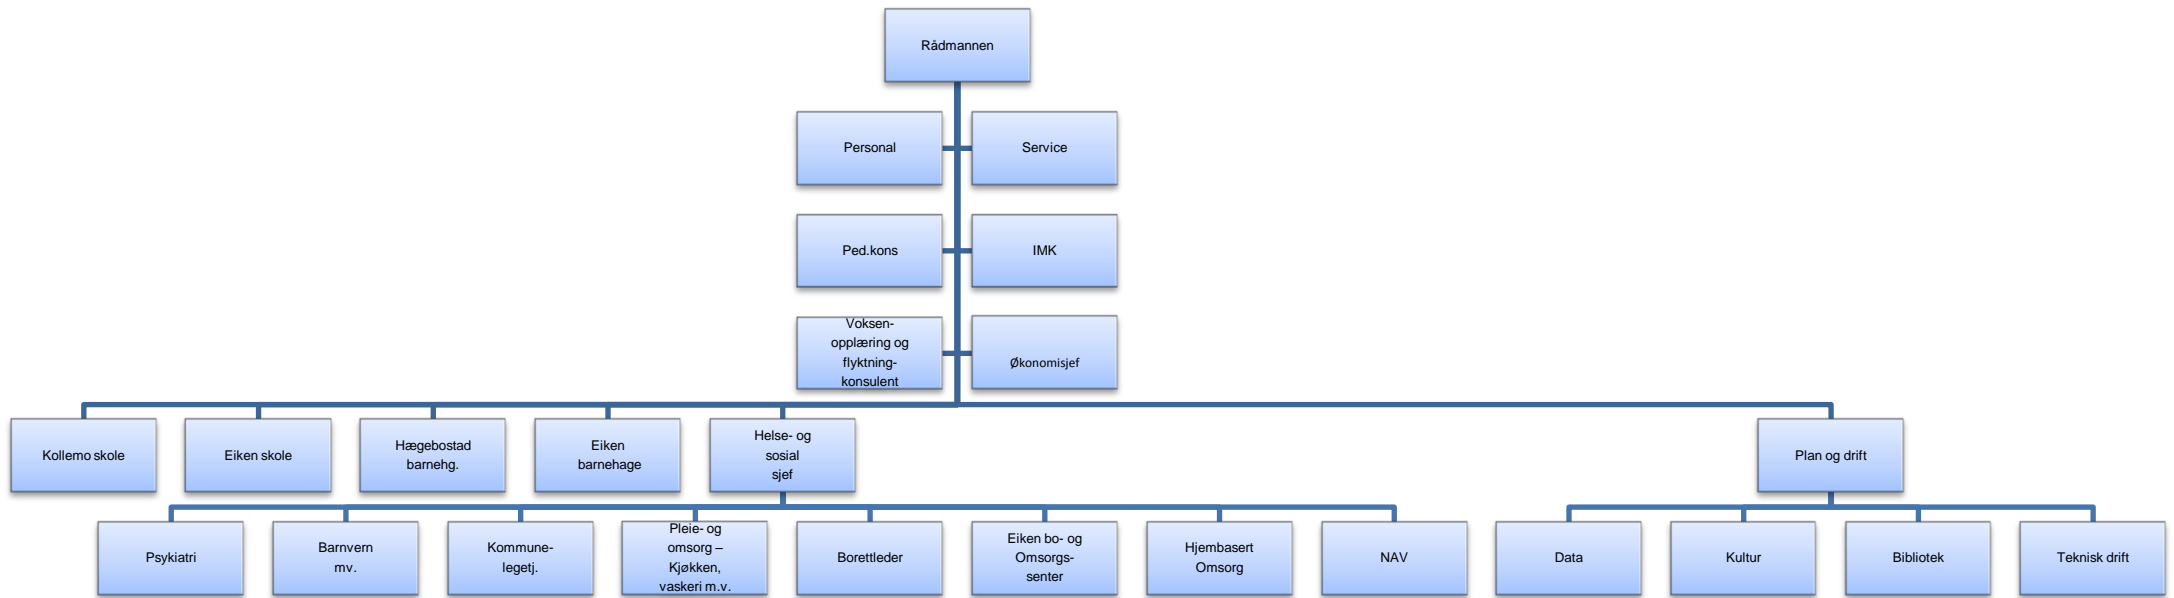 Rådmannen
Personal
Service
Ped.kons
IMK
Voksen-
opplæring og
flyktning-
konsulent
Økonomisjef
Kollemo skole
Eiken skole
Hægebostad
barnehg.
Eiken
barnehage
Helse- og
sosial
sjef
Plan og drift
Psykiatri
Barnvern
mv.
Kommune-
legetj.
Pleie- og
omsorg –
Kjøkken,
vaskeri m.v.
Borettleder
Eiken bo- og
Omsorgs-
senter
Hjembasert
Omsorg
NAV
Data
Kultur
Bibliotek
Teknisk drift